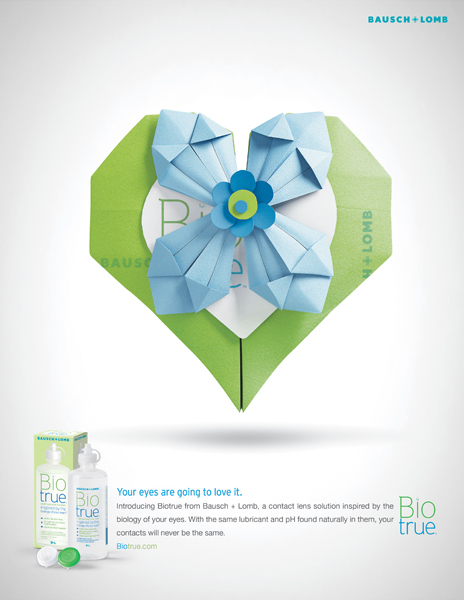 BAUSCH + LOMB
Bio
BAUSCH
+ LOMB
BAUSCH + LOMB
Bio
true
BAUSCH + LOMB
Bio
true
Your eyes are going to love it.
Introducing Biotrue from Bausch + Lomb, a contact lens solution inspired by the
biology of your eyes. With the same lubricant and pH found naturally in them, your
contacts will never be the same.
Biotrue.com
Bio
true